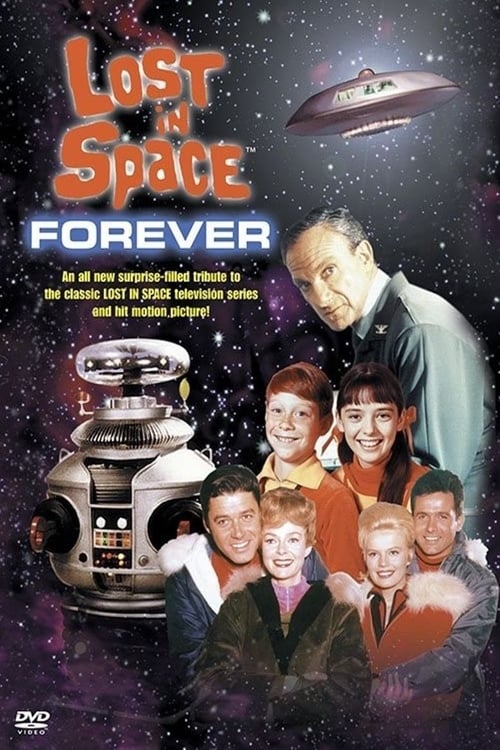 LOST
IN
SPACE™
FOREVER
An all new surprise-filled tribute to
the classic LOST IN SPACE television series
and hit motion picture!
DVD
VIDEO